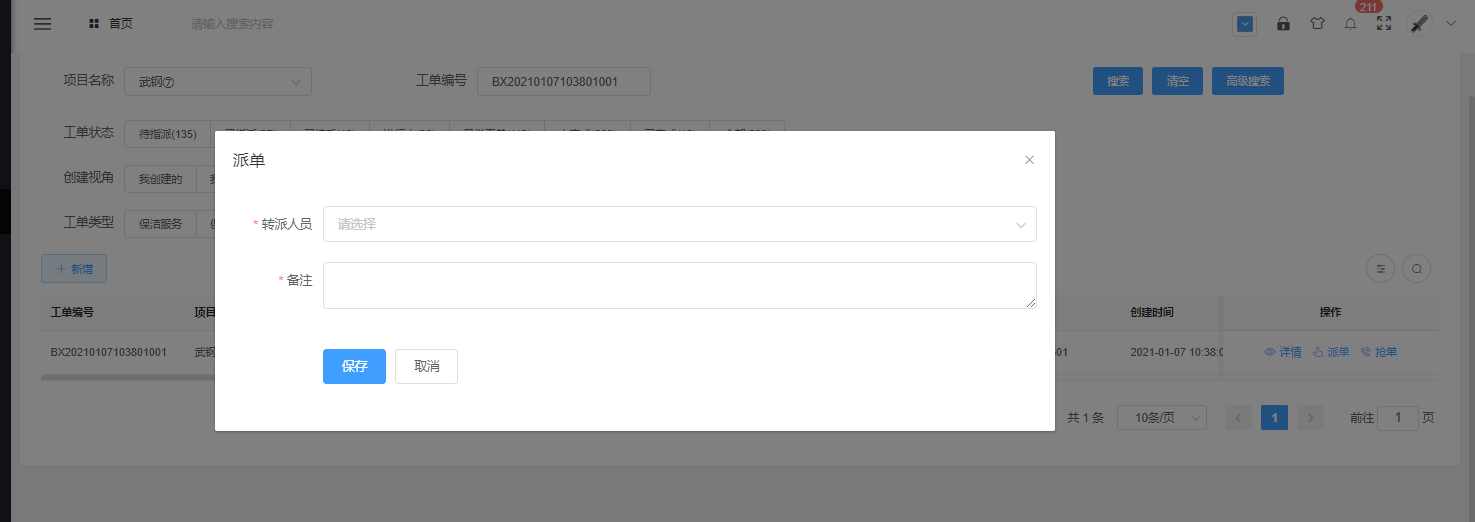 首页
请输入搜索内容
211
项目名称
武钢⑦
工单编号
BX20210107103801001
搜索
清空
高级搜索
工单状态
待指派(135)
创建视角
我创建的
工单类型
保洁服务
派单
* 转派人员
请选择
* 备注
保存
取消
新增
工单编号
项目
创建时间
操作
BX20210107103801001
武钢
2021-01-07 10:38:0
详情
派单
抢单
共 1 条
10条/页
1
前往
1
页